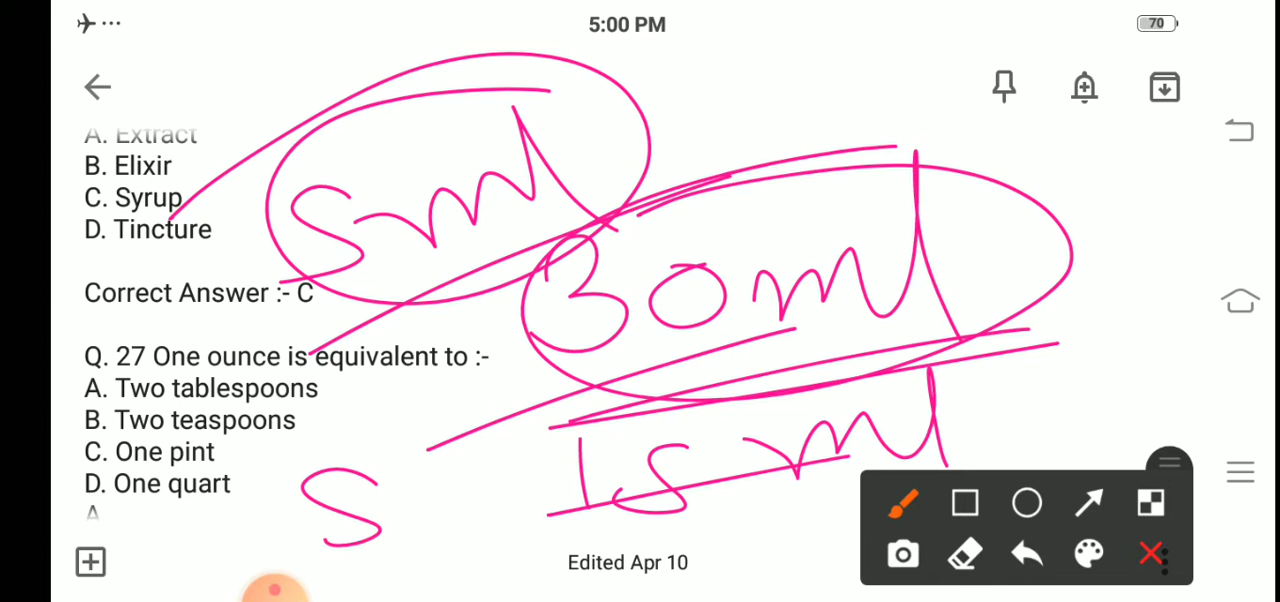 5:00 PM
70
A. Extract
B. Elixir
C. Syrup
D. Tincture
5ml
30ml
Correct Answer :- C
Q. 27 One ounce is equivalent to :-
A. Two tablespoons
B. Two teaspoons
C. One pint
D. One quart
15ml
5
A
Edited Apr 10